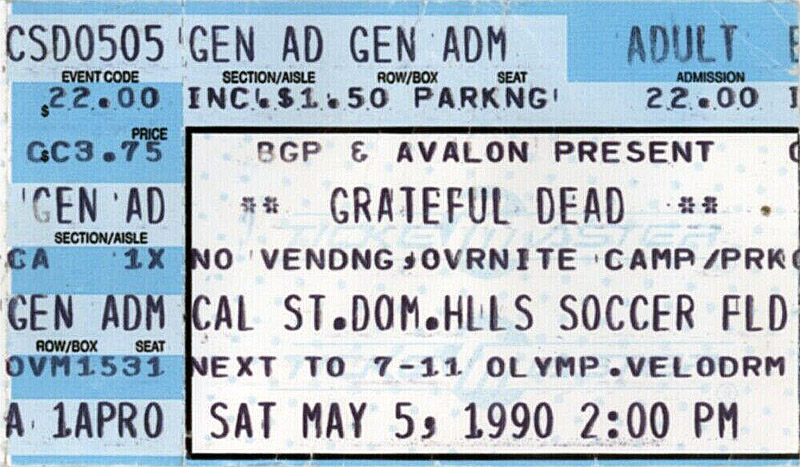 CSD0505 GEN AD GEN ADM ADULT
EVENT CODE SECTION/AISLE ROW/BOX SEAT ADMISSION
$22.00 INCL.$1.50 PARKNG 22.00
PRICE
CC3.75 BGP & AVALON PRESENT
GEN AD ** GRATEFUL DEAD **
TICKETMASTER
SECTION/AISLE
CA 1X NO VENDNG,OVRNITE CAMP/PRK
GEN ADM CAL ST.DOM.HLLS SOCCER FLD
ROW/BOX SEAT
OVM1531 NEXT TO 7-11 OLYMP.VELODRM
A 1APR0 SAT MAY 5, 1990 2:00 PM